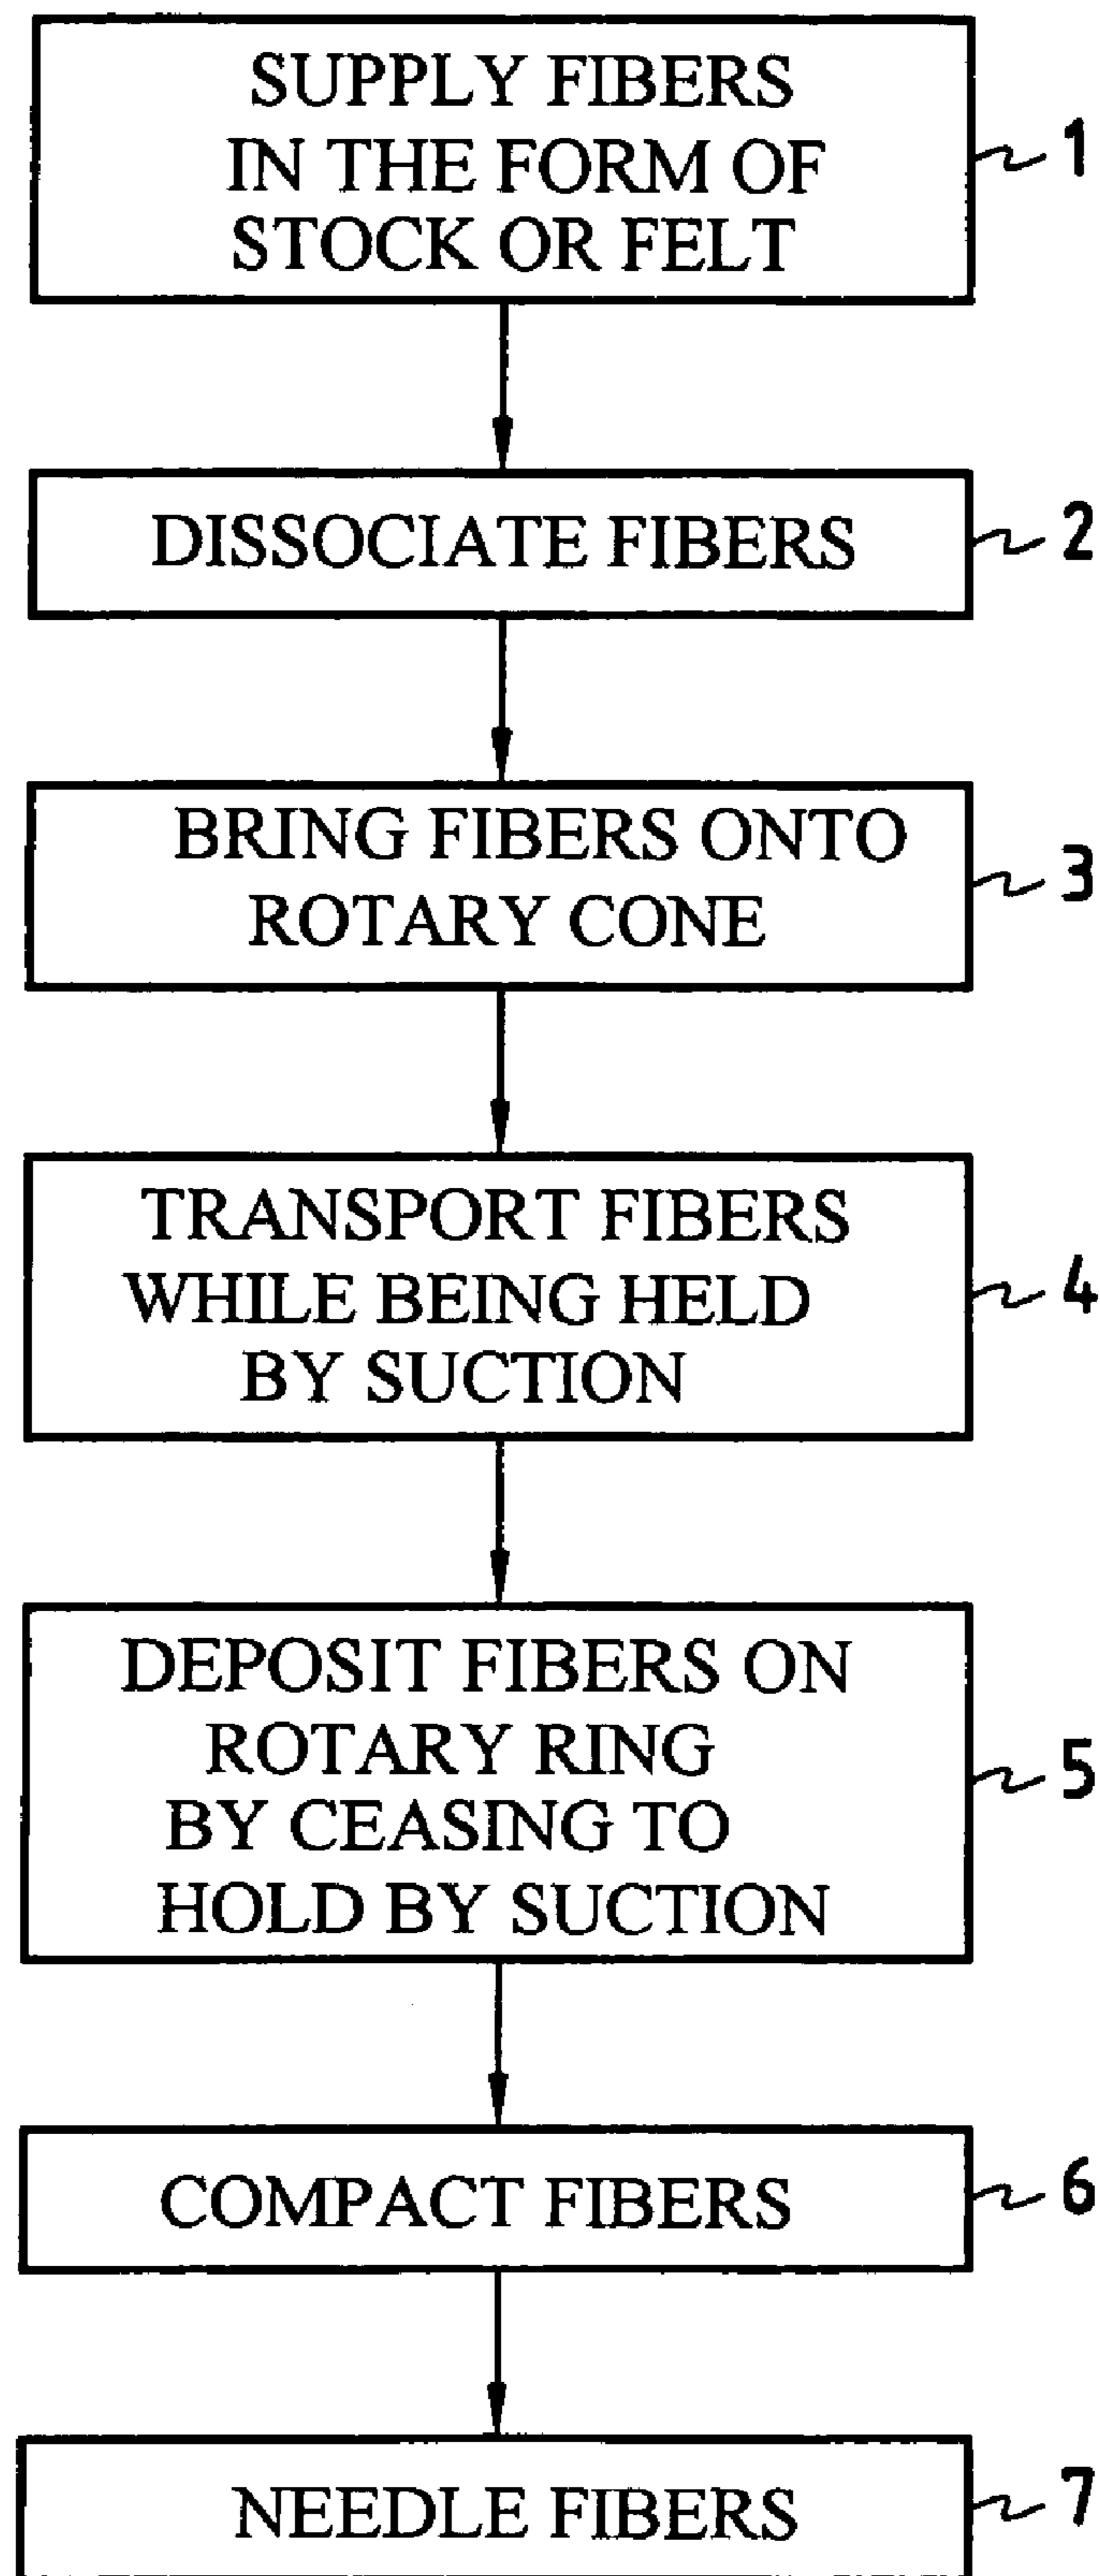 SUPPLY FIBERS
IN THE FORM OF
STOCK OR FELT
1
DISSOCIATE FIBERS
2
BRING FIBERS ONTO
ROTARY CONE
3
TRANSPORT FIBERS
WHILE BEING HELD
BY SUCTION
4
DEPOSIT FIBERS ON
ROTARY RING
BY CEASING TO
HOLD BY SUCTION
5
COMPACT FIBERS
6
NEEDLE FIBERS
7